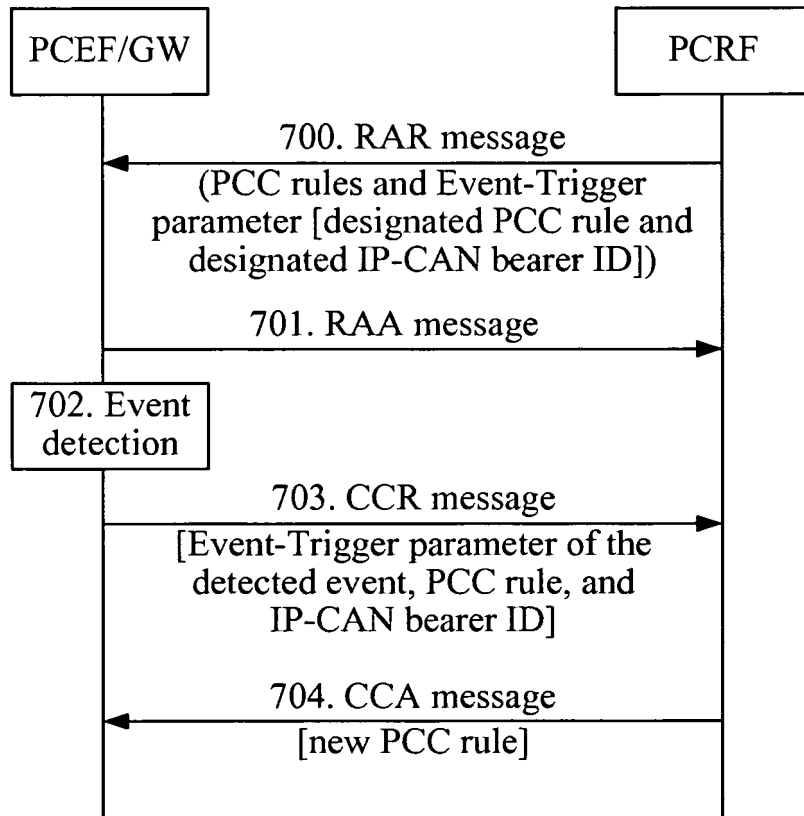 PCEF/GW
PCRF
700. RAR message
(PCC rules and Event-Trigger
parameter [designated PCC rule and
designated IP-CAN bearer ID])
701. RAA message
702. Event
detection
703. CCR message
[Event-Trigger parameter of the
detected event, PCC rule, and
IP-CAN bearer ID]
704. CCA message
[new PCC rule]